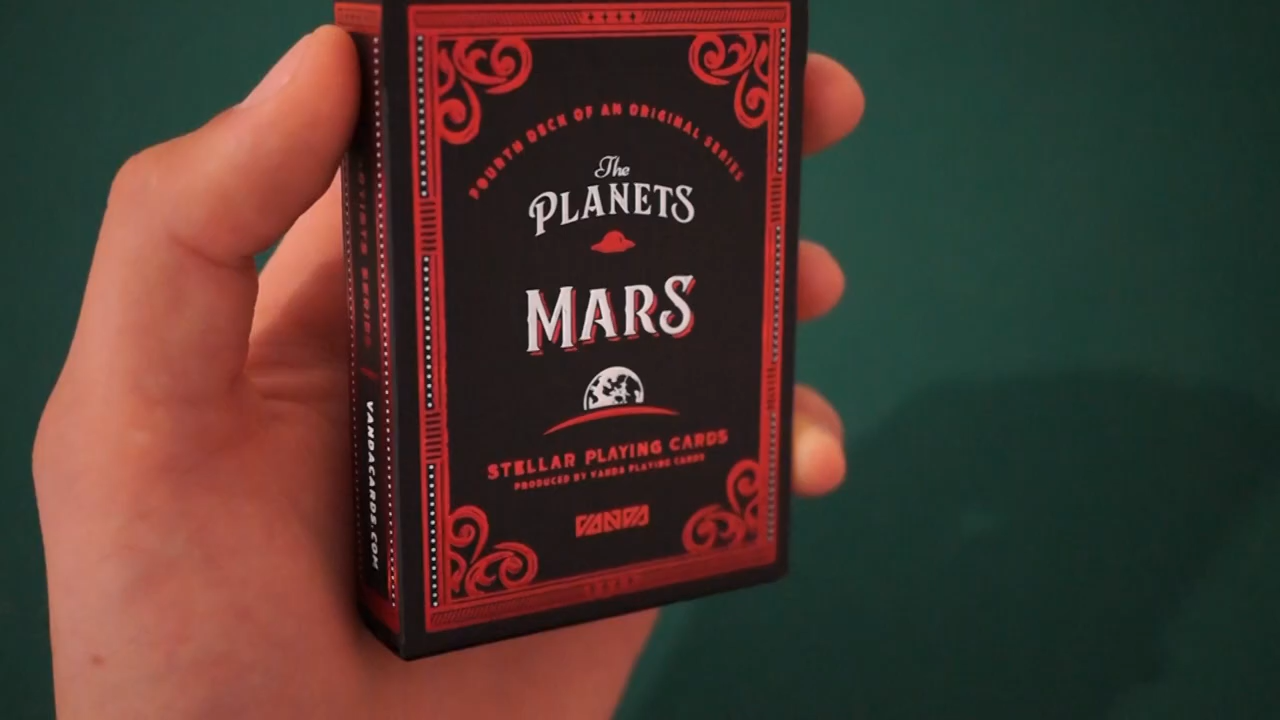 FOURTH DECK OF AN ORIGINAL SERIES
The
PLANETS
MARS
STELLAR PLAYING CARDS
PRODUCED BY VANDA PLAYING CARDS
VANDA
SERIES
VANDACARDS.COM